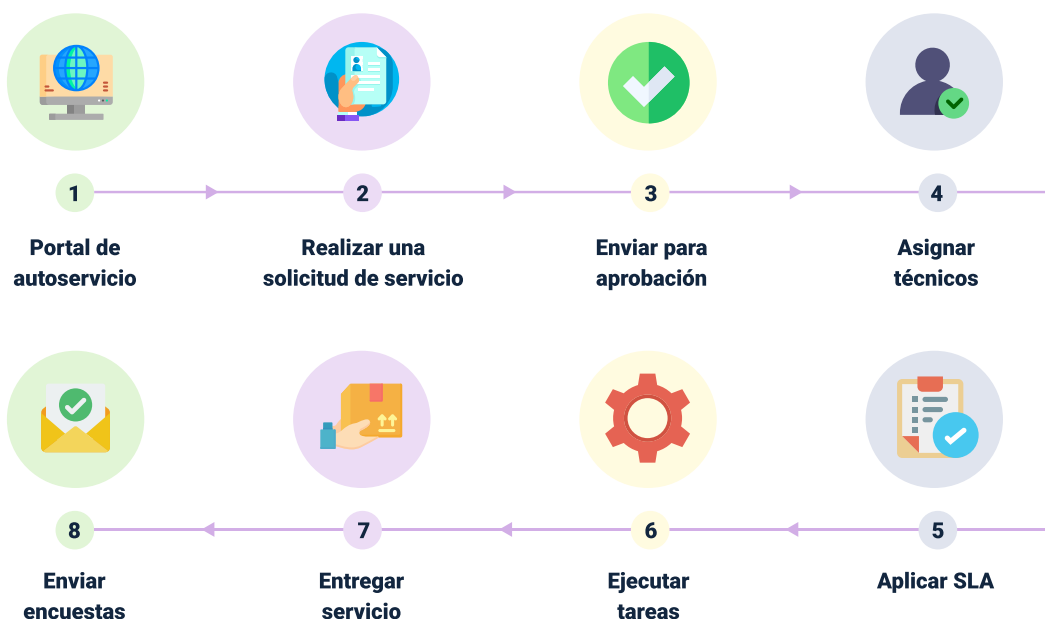 1
2
3
4
Portal de
autoservicio
Realizar una
solicitud de servicio
Enviar para
aprobación
Asignar
técnicos
8
7
6
5
Enviar
encuestas
Entregar
servicio
Ejecutar
tareas
Aplicar SLA